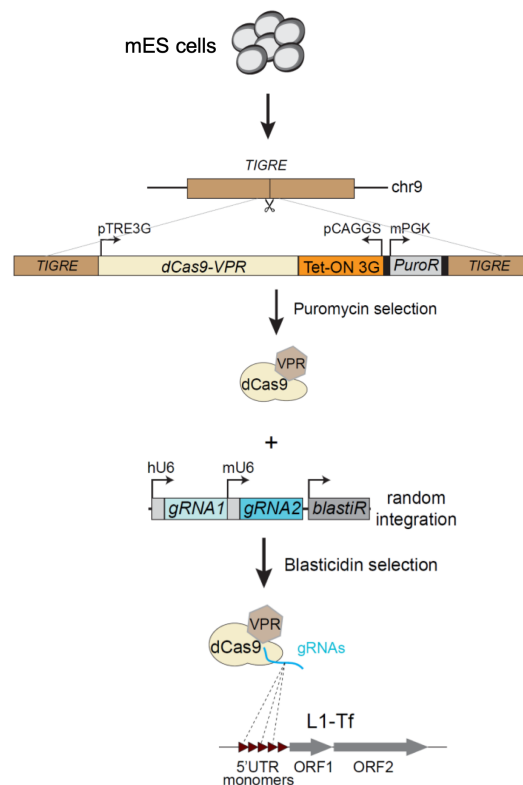 mES cells
TIGRE
chr9
pTRE3G
pCAGGS mPGK
TIGRE dCas9-VPR Tet-ON 3G PuroR TIGRE
Puromycin selection
VPR
dCas9
+
hU6 mU6
gRNA1 gRNA2 blastiR
random
integration
Blasticidin selection
VPR
dCas9
gRNAs
L1-Tf
5'UTR
monomers
ORF1 ORF2